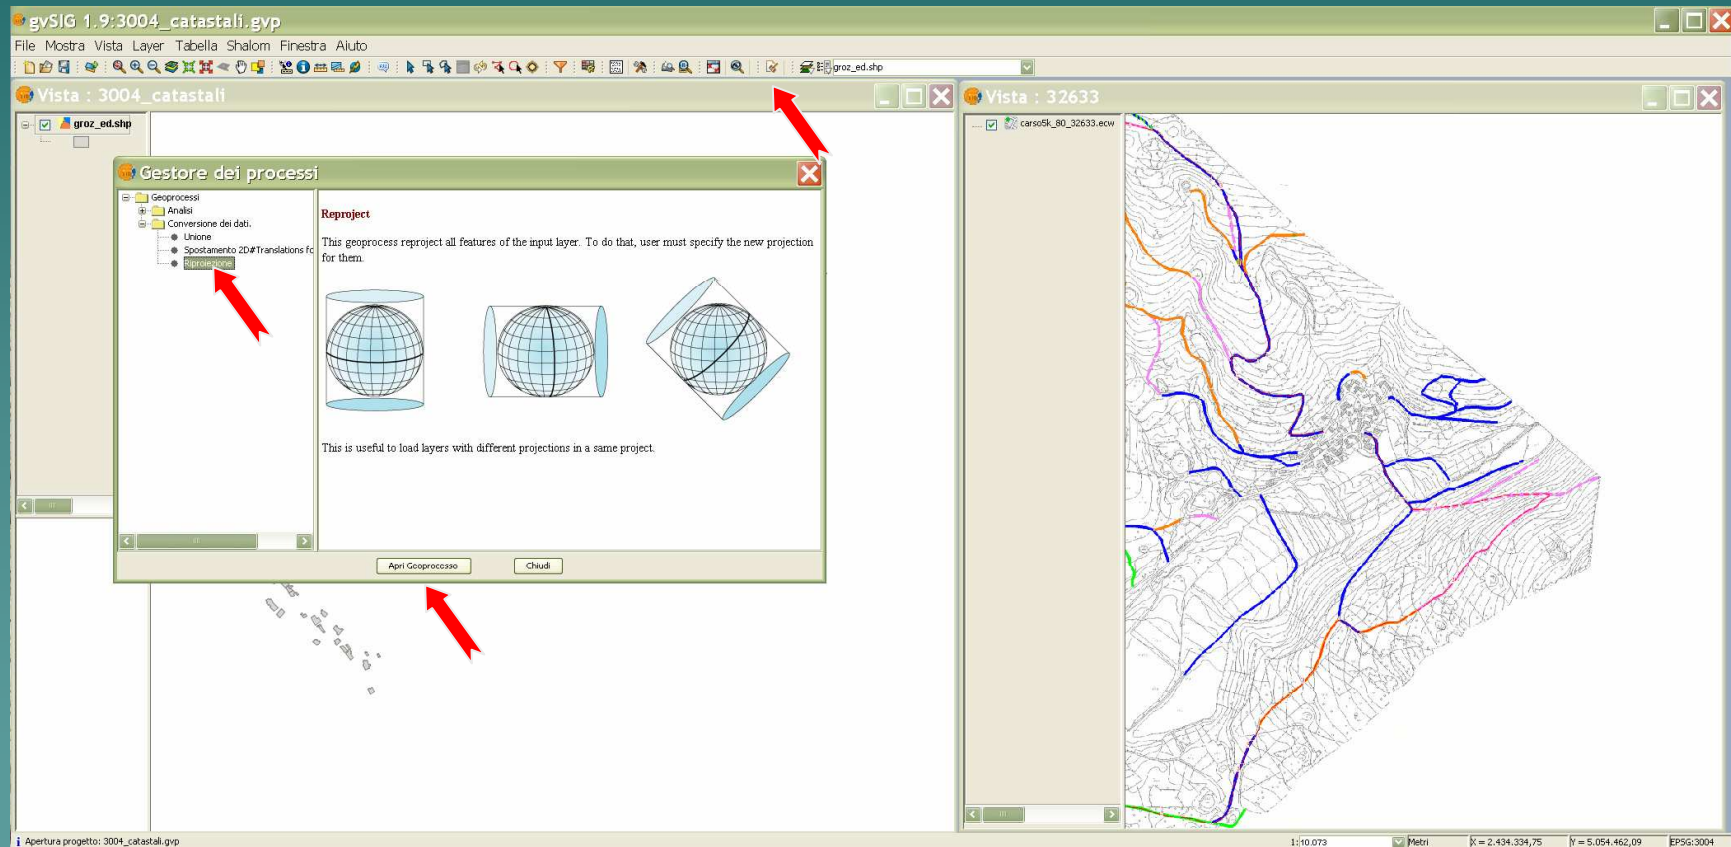 gvSIG 1.9:3004_catastali.gvp
File Mostra Vista Layer Tabella Shalom Finestra Aiuto
groz_ed.shp
Vista : 3004_catastali
groz_ed.shp
Gestore dei processi
Geoprocessi
Analisi
Conversione dei dati.
Unione
Spostamento 2D#Translations fc
Riproiezione
Reproject
This geoprocess reproject all features of the input layer. To do that, user must specify the new projection
for them.
This is useful to load layers with different projections in a same project.
Apri Geoprocesso
Chiudi
Vista : 32633
carso5k_80_32633.ecw
Apertura progetto: 3004_catastali.gvp
1:10.073
Metri
X = 2.434.334,75
Y = 5.054.462,09
EPSG:3004